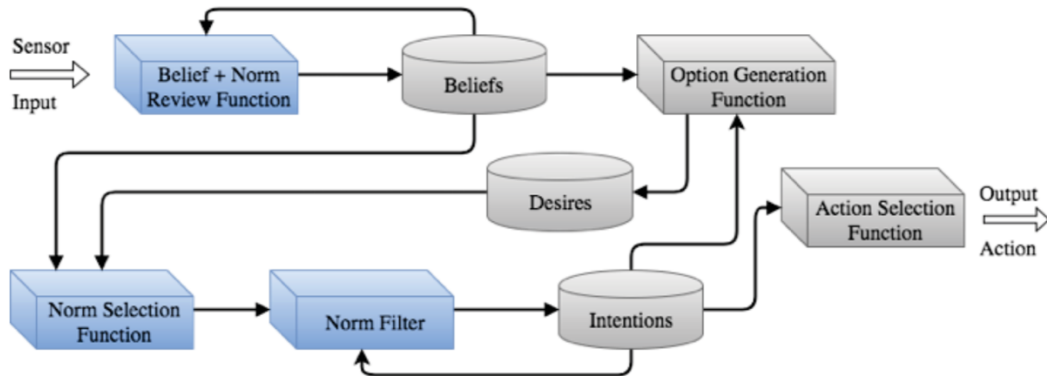 Sensor
Input
Belief + Norm
Review Function
Beliefs
Option Generation
Function
Desires
Action Selection
Function
Output
Action
Norm Selection
Function
Norm Filter
Intentions